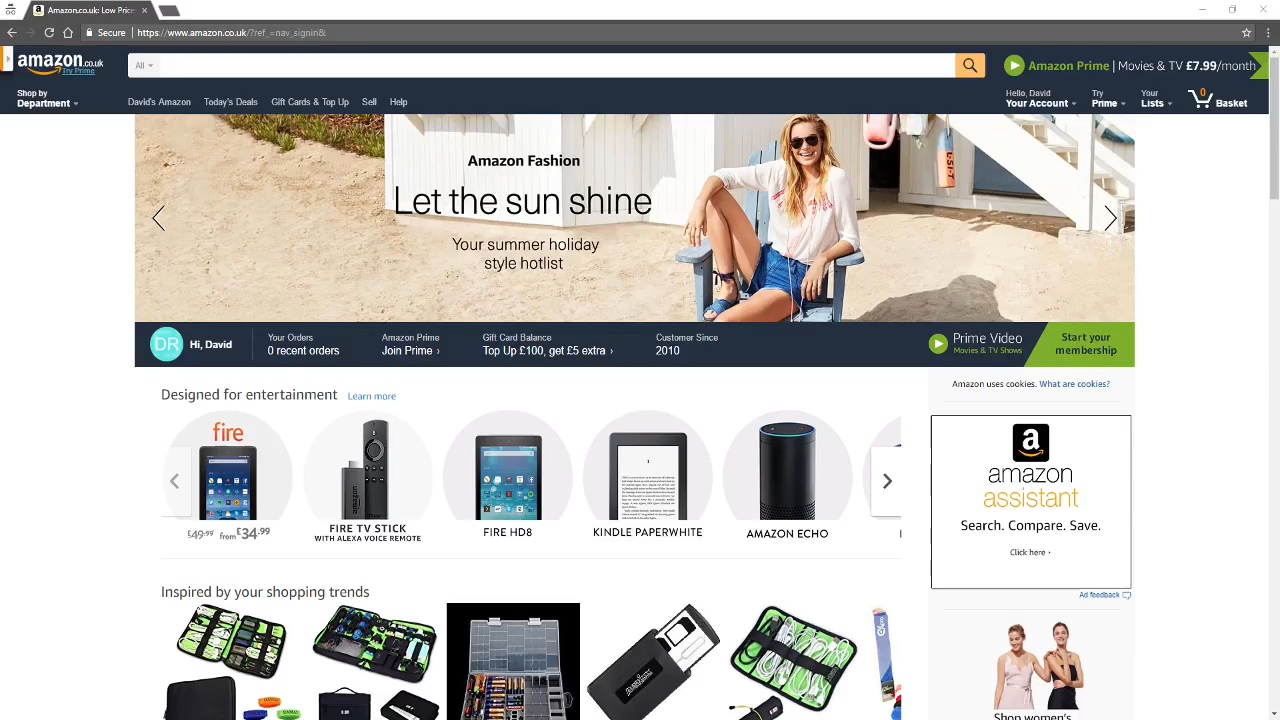 Amazon.co.uk: Low Pric
Secure
https://www.amazon.co.uk/?ref_=nav_signin&
amazon.co.uk
Try Prime
All
Amazon Prime | Movies & TV £7.99/month
Shop by
Department
David's Amazon
Today's Deals
Gift Cards & Top Up
Sell
Help
Hello, David
Your Account
Try
Prime
Your
Lists
0
Basket
Amazon Fashion
Let the sun shine
Your summer holiday
style hotlist
DR
Hi, David
Your Orders
0 recent orders
Amazon Prime
Join Prime ›
Gift Card Balance
Top Up £100, get £5 extra ›
Customer Since
2010
Prime Video
Movies & TV Shows
Start your
membership
Designed for entertainment
Learn more
Amazon uses cookies. What are cookies?
fire
£49.99 from £34.99
FIRE TV STICK
WITH ALEXA VOICE REMOTE
FIRE HD8
KINDLE PAPERWHITE
AMAZON ECHO
a
amazon
assistant
Search. Compare. Save.
Click here ›
Ad feedback
Inspired by your shopping trends
Shop women's